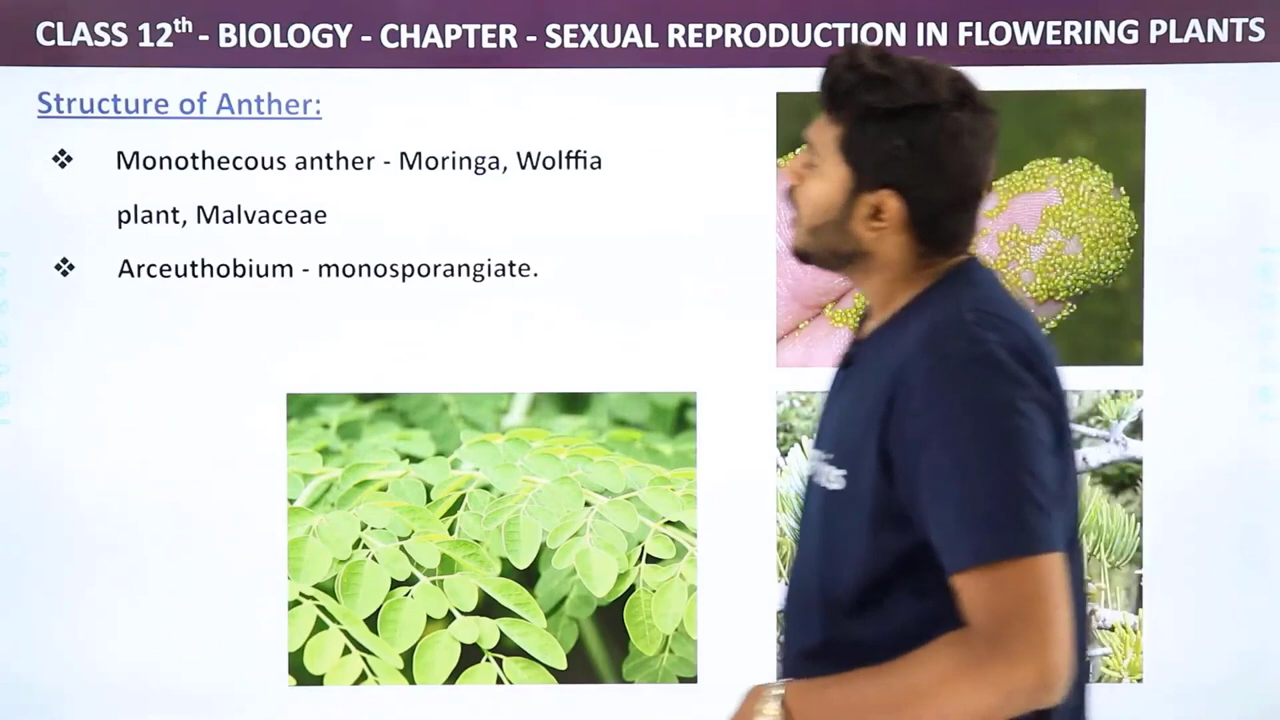 CLASS 12th - BIOLOGY - CHAPTER - SEXUAL REPRODUCTION IN FLOWERING PLANTS
Structure of Anther:
❖ Monothecous anther - Moringa, Wolffia
plant, Malvaceae
❖ Arceuthobium - monosporangiate.